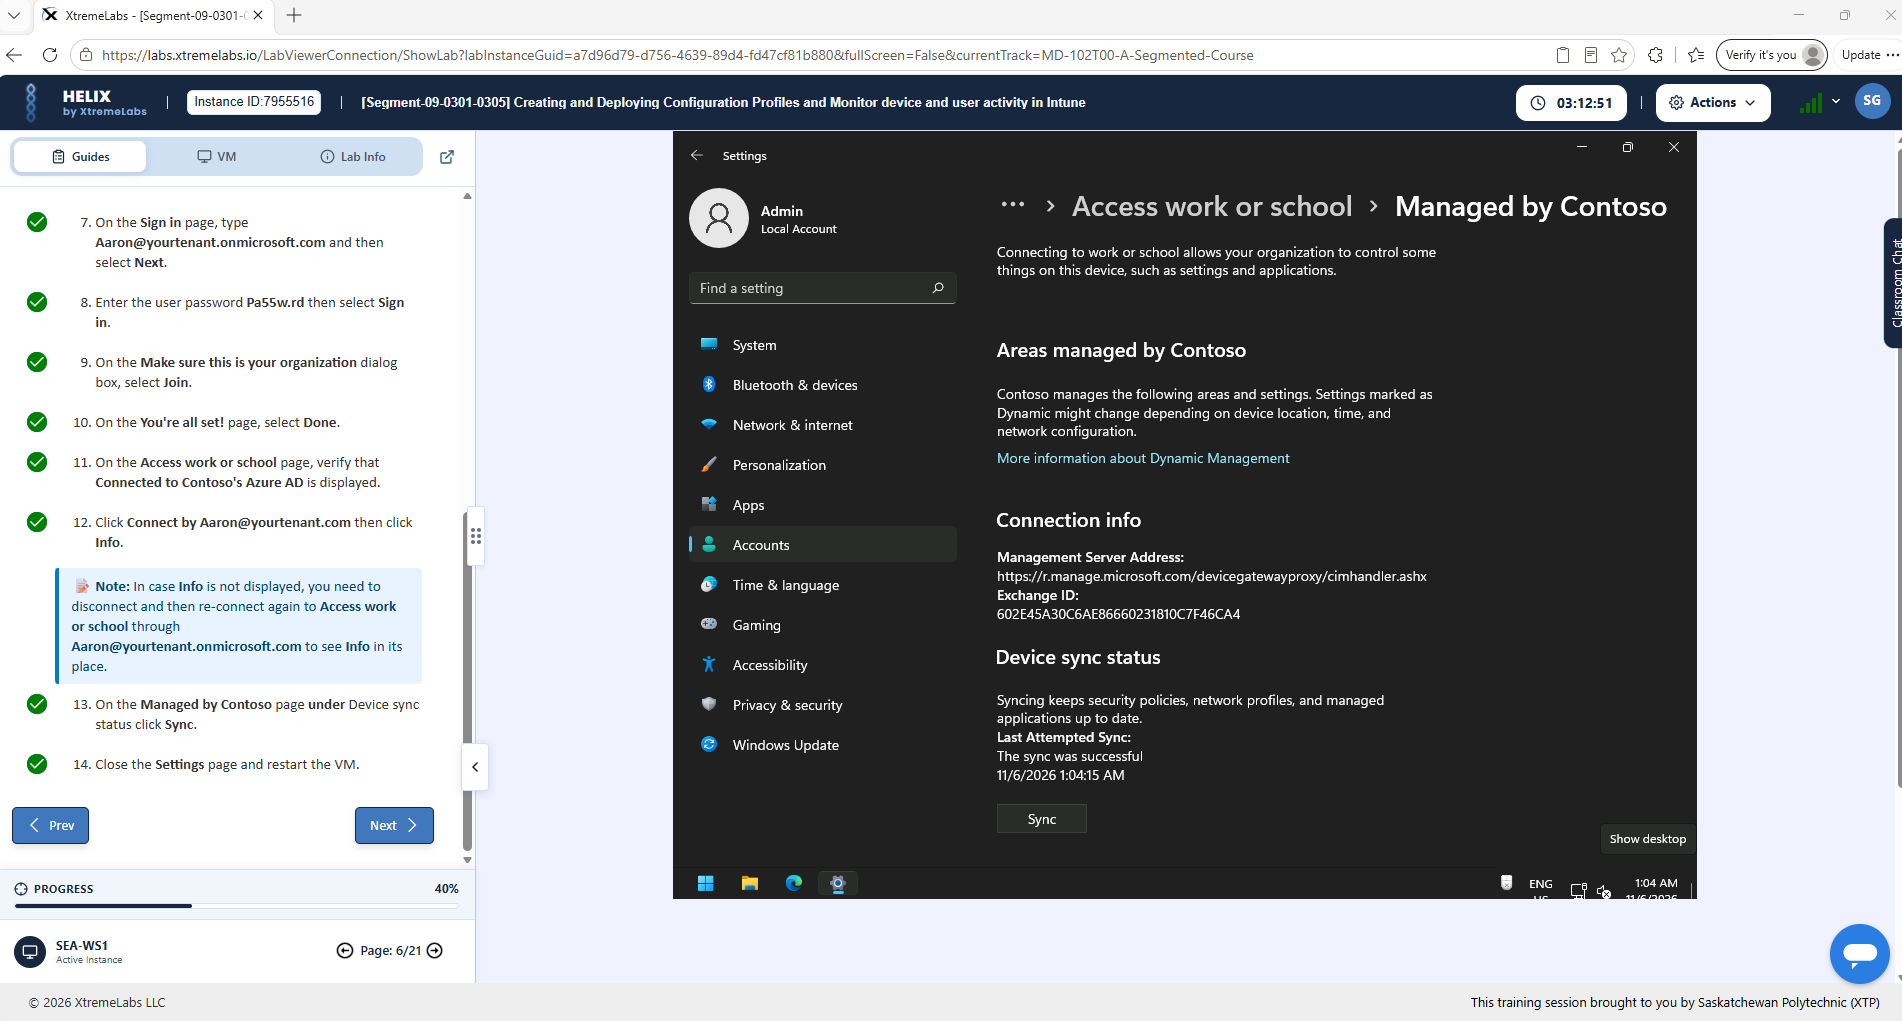 XtremeLabs - [Segment-09-0301-0
https://labs.xtremelabs.io/LabViewerConnection/ShowLab?labInstanceGuid=a7d96d79-d756-4639-89d4-fd47cf81b880&fullScreen=False&currentTrack=MD-102T00-A-Segmented-Course
Verify it's you
Update
HELIX
by XtremeLabs
Instance ID:7955516
[Segment-09-0301-0305] Creating and Deploying Configuration Profiles and Monitor device and user activity in Intune
03:12:51
Actions
SG
Guides
VM
Lab Info
7. On the Sign in page, type
Aaron@yourtenant.onmicrosoft.com and then
select Next.
8. Enter the user password Pa55w.rd then select Sign
in.
9. On the Make sure this is your organization dialog
box, select Join.
10. On the You're all set! page, select Done.
11. On the Access work or school page, verify that
Connected to Contoso's Azure AD is displayed.
12. Click Connect by Aaron@yourtenant.com then click
Info.
Note: In case Info is not displayed, you need to
disconnect and then re-connect again to Access work
or school through
Aaron@yourtenant.onmicrosoft.com to see Info in its
place.
13. On the Managed by Contoso page under Device sync
status click Sync.
14. Close the Settings page and restart the VM.
Prev
Next
PROGRESS
40%
SEA-WS1
Active Instance
Page: 6/21
Settings
Admin
Local Account
Find a setting
System
Bluetooth & devices
Network & internet
Personalization
Apps
Accounts
Time & language
Gaming
Accessibility
Privacy & security
Windows Update
... > Access work or school > Managed by Contoso
Connecting to work or school allows your organization to control some
things on this device, such as settings and applications.
Areas managed by Contoso
Contoso manages the following areas and settings. Settings marked as
Dynamic might change depending on device location, time, and
network configuration.
More information about Dynamic Management
Connection info
Management Server Address:
https://r.manage.microsoft.com/devicegatewayproxy/cimhandler.ashx
Exchange ID:
602E45A30C6AE86660231810C7F46CA4
Device sync status
Syncing keeps security policies, network profiles, and managed
applications up to date.
Last Attempted Sync:
The sync was successful
11/6/2026 1:04:15 AM
Sync
Show desktop
ENG
US
1:04 AM
11/6/2026
Classroom Chat
© 2026 XtremeLabs LLC
This training session brought to you by Saskatchewan Polytechnic (XTP)